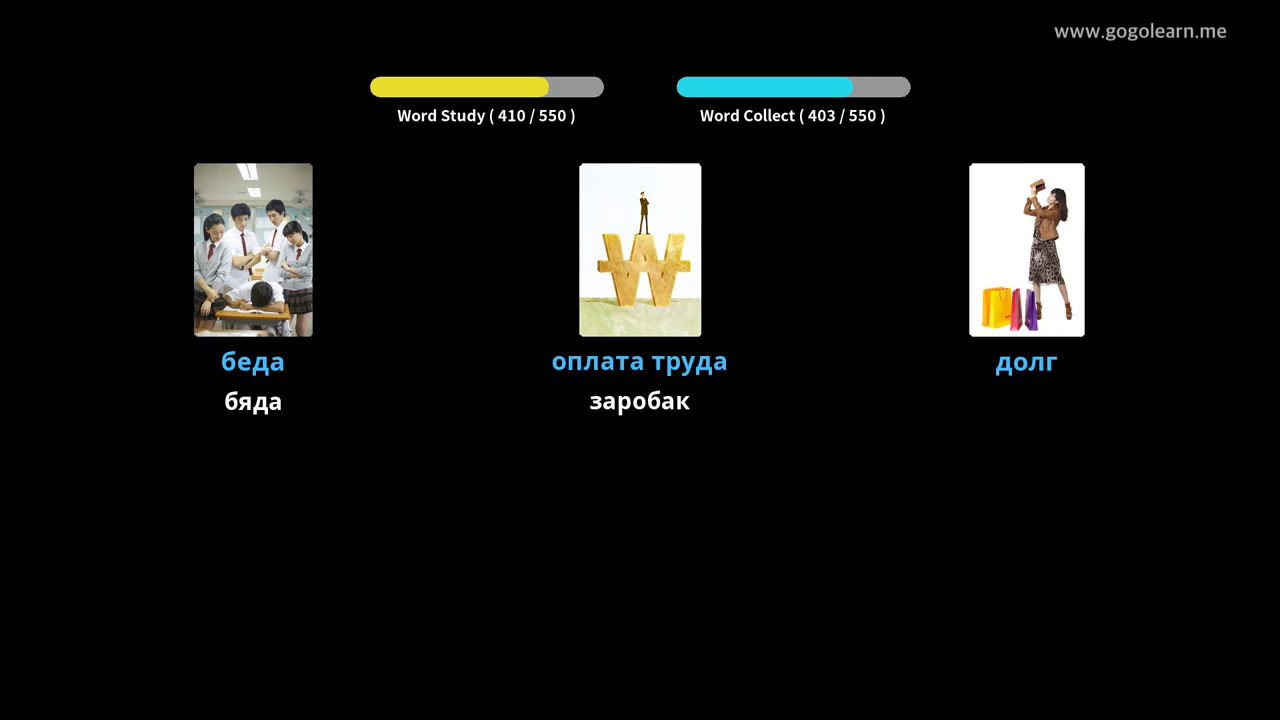 www.gogolearn.me
Word Study ( 410 / 550 )
Word Collect ( 403 / 550 )
беда
оплата труда
долг
бяда
заробак